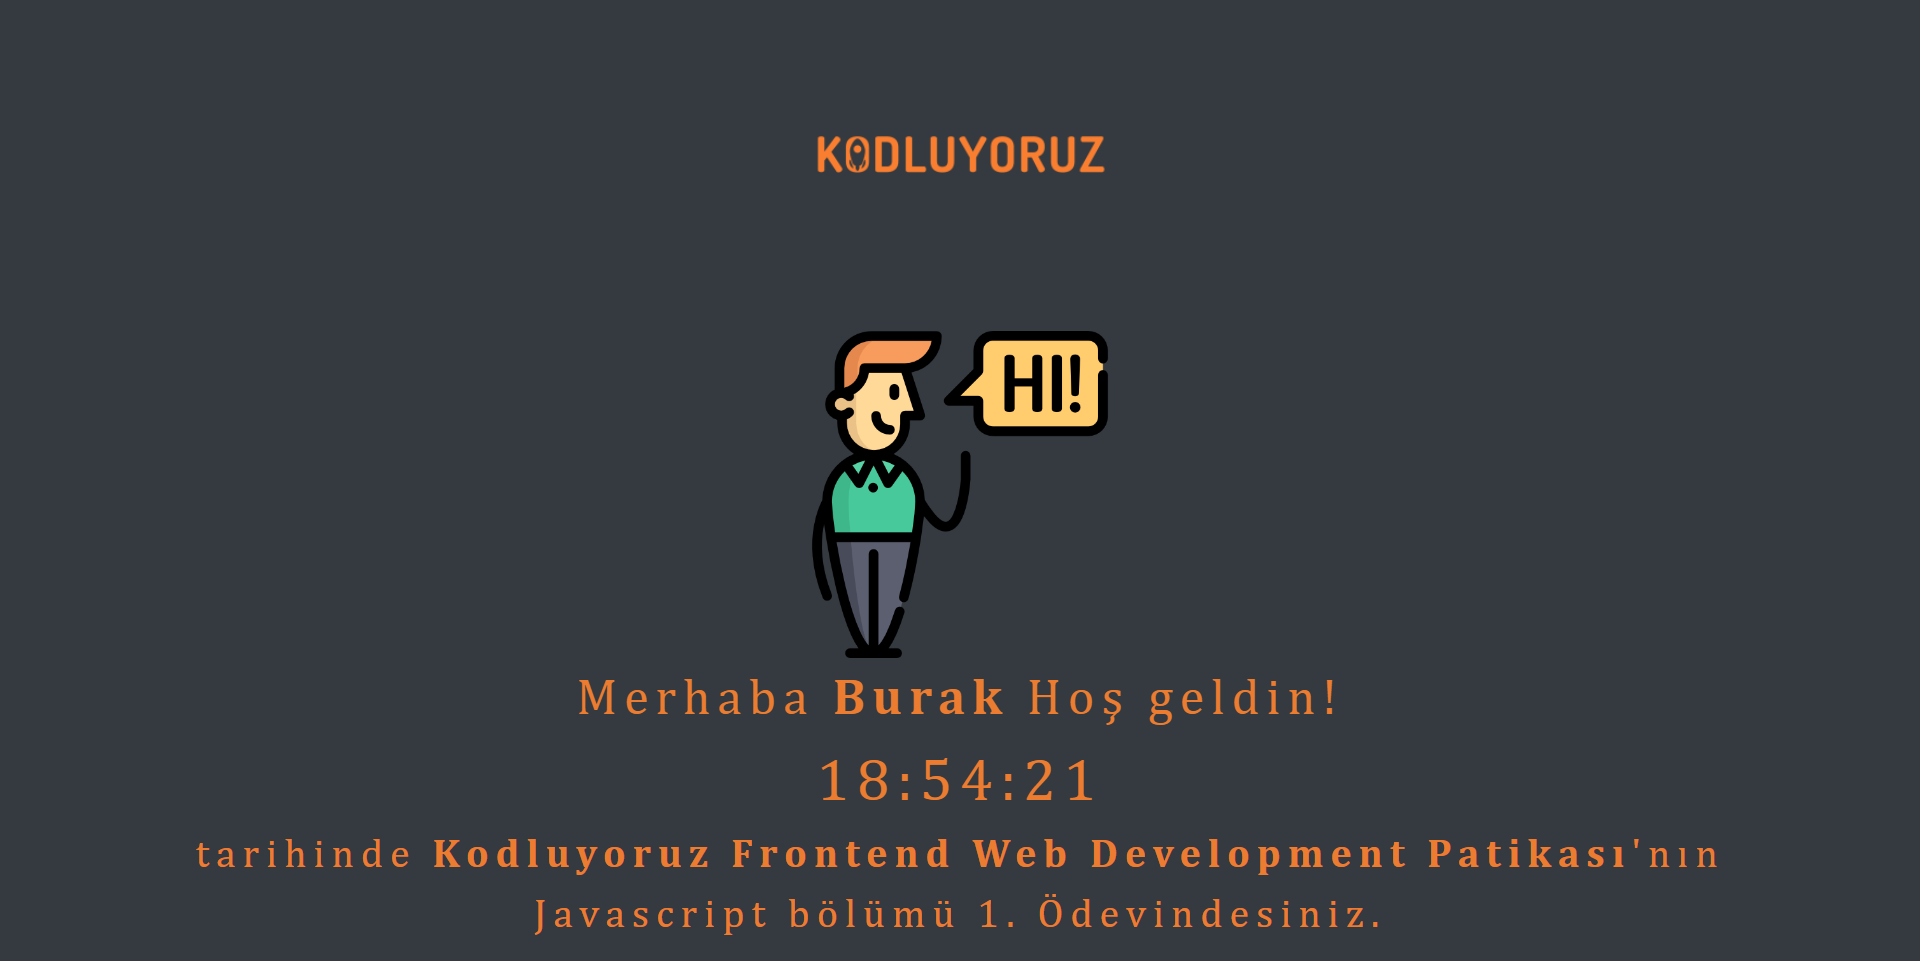 KODLUYORUZ
HI!
Merhaba Burak Hoş geldin!
18:54:21
tarihinde Kodluyoruz Frontend Web Development Patikası'nın
Javascript bölümü 1. Ödevindesiniz.